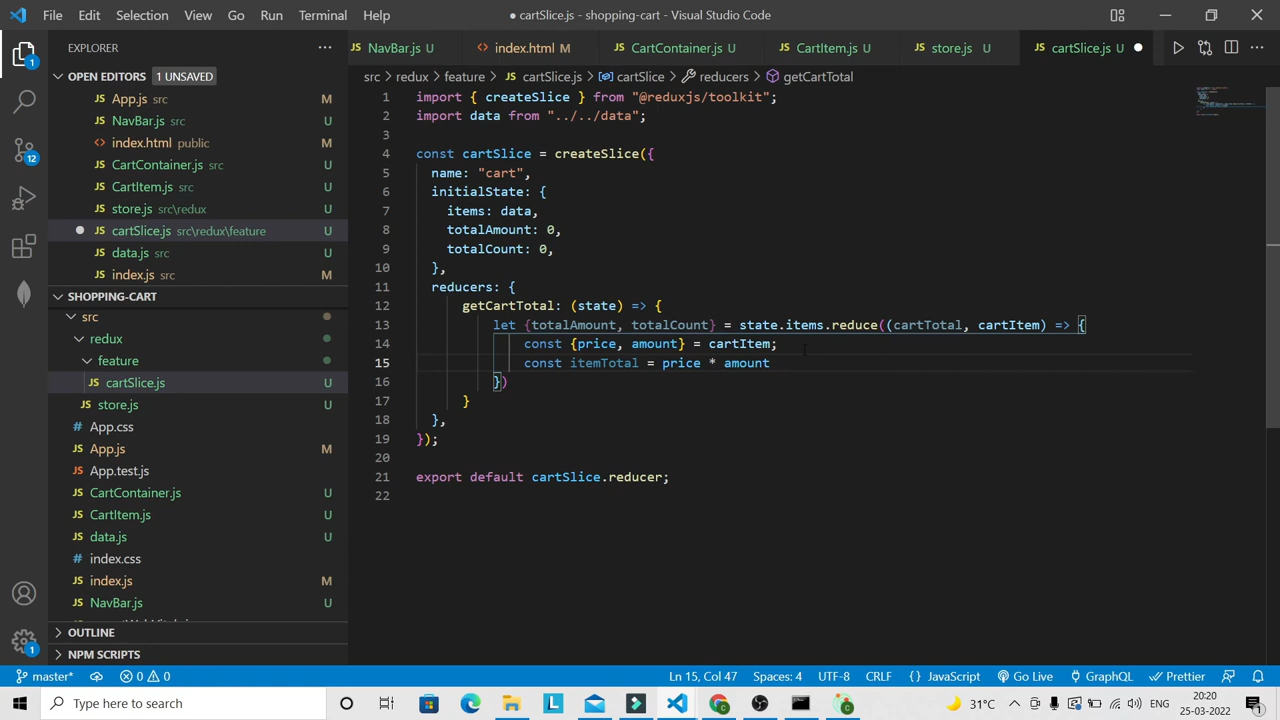 File Edit Selection View Go Run Terminal Help
● cartSlice.js - shopping-cart - Visual Studio Code
EXPLORER
OPEN EDITORS 1 UNSAVED
App.js src M
NavBar.js src U
index.html public M
CartContainer.js src U
CartItem.js src U
store.js src\redux U
cartSlice.js src\redux\feature U
data.js src U
index.js src M
SHOPPING-CART
src
redux
feature
cartSlice.js U
store.js U
App.css
App.js M
App.test.js
CartContainer.js U
CartItem.js U
data.js U
index.css
index.js M
NavBar.js U
OUTLINE
NPM SCRIPTS
NavBar.js U index.html M CartContainer.js U CartItem.js U store.js U cartSlice.js U
src > redux > feature > cartSlice.js > cartSlice > reducers > getCartTotal
1 import { createSlice } from "@reduxjs/toolkit";
2 import data from "../../data";
3
4 const cartSlice = createSlice({
5 name: "cart",
6 initialState: {
7 items: data,
8 totalAmount: 0,
9 totalCount: 0,
10 },
11 reducers: {
12 getCartTotal: (state) => {
13 let {totalAmount, totalCount} = state.items.reduce((cartTotal, cartItem) => {
14 const {price, amount} = cartItem;
15 const itemTotal = price * amount
16 })
17 }
18 },
19 });
20
21 export default cartSlice.reducer;
22
1
12
1
master* 0 0 Ln 15, Col 47 Spaces: 4 UTF-8 CRLF {} JavaScript Go Live GraphQL Prettier
Type here to search
31°C ENG 20:20
25-03-2022
1